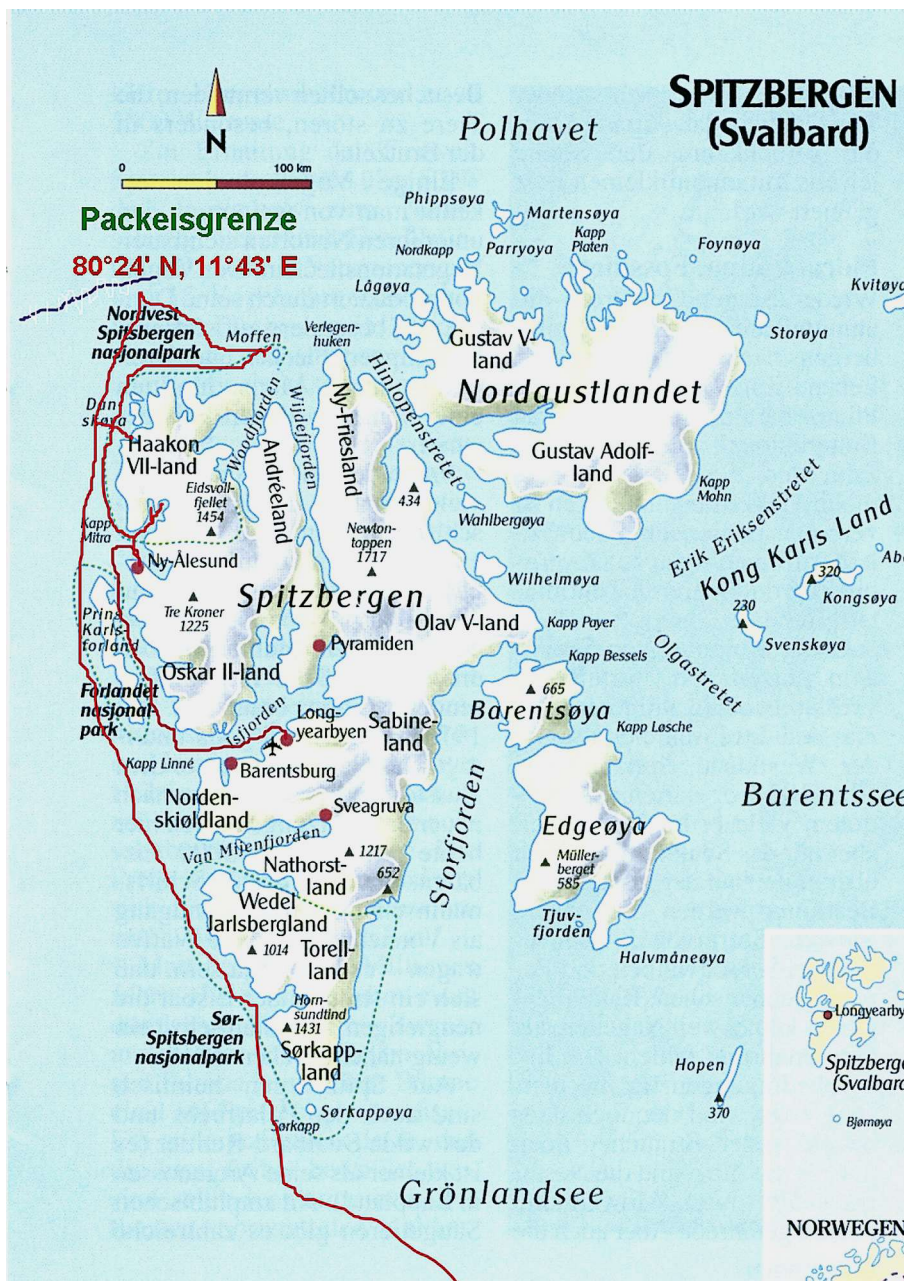 SPITZBERGEN
(Svalbard)
Polhavet
N
0
100 km
Packeisgrenze
80°24' N, 11°43' E
Phippsøya
Martensøya
Nordkapp
Parryoya
Kapp
Platen
Foynøya
Kvitøya
Lågøya
Storøya
Nordvest
Spitsbergen
nasjonalpark
Moffen
Verlegen-
huken
Gustav V-
land
Nordaustlandet
Hinlopenstretet
Dan-
skøya
Haakon
VII-land
Woodfjorden
Wijdefjorden
Ny-Friesland
Andréeland
Gustav Adolf-
land
Eidsvoll-
fjellet
1454
434
Kapp
Mohn
Kapp
Mitra
Wahlbergøya
Erik Eriksenstretet
Newton-
toppen
1717
Ny-Ålesund
Kong Karls Land
Wilhelmøya
320
Kongsøya
Spitzbergen
Tre Kroner
1225
Prins
Karls-
forland
Olav V-land
Kapp Payer
230
Svenskøya
Pyramiden
Oskar II-land
Kapp Bessels
Olgastretet
665
Barentsøya
Forlandet
nasjonal-
park
Isfjorden
Long-
yearbyen
Sabine-
land
Kapp Løsche
Kapp Linné
Barentsburg
Norden-
skiøldland
Sveagruva
Storfjorden
Barentssee
Edgeøya
Van Mijenfjorden
Nathorst-
land
1217
Müller-
berget
585
652
Wedel
Jarlsbergland
Tjuv-
fjorden
Torell-
land
1014
Halvmåneøya
Horn-
sundtind
1431
Sør-
Spitsbergen
nasjonalpark
Sørkapp-
land
Hopen
370
Sørkappøya
Sørkapp
Grönlandsee
Longyearby
Spitzberge
(Svalbard
Bjørnøya
NORWEGEN